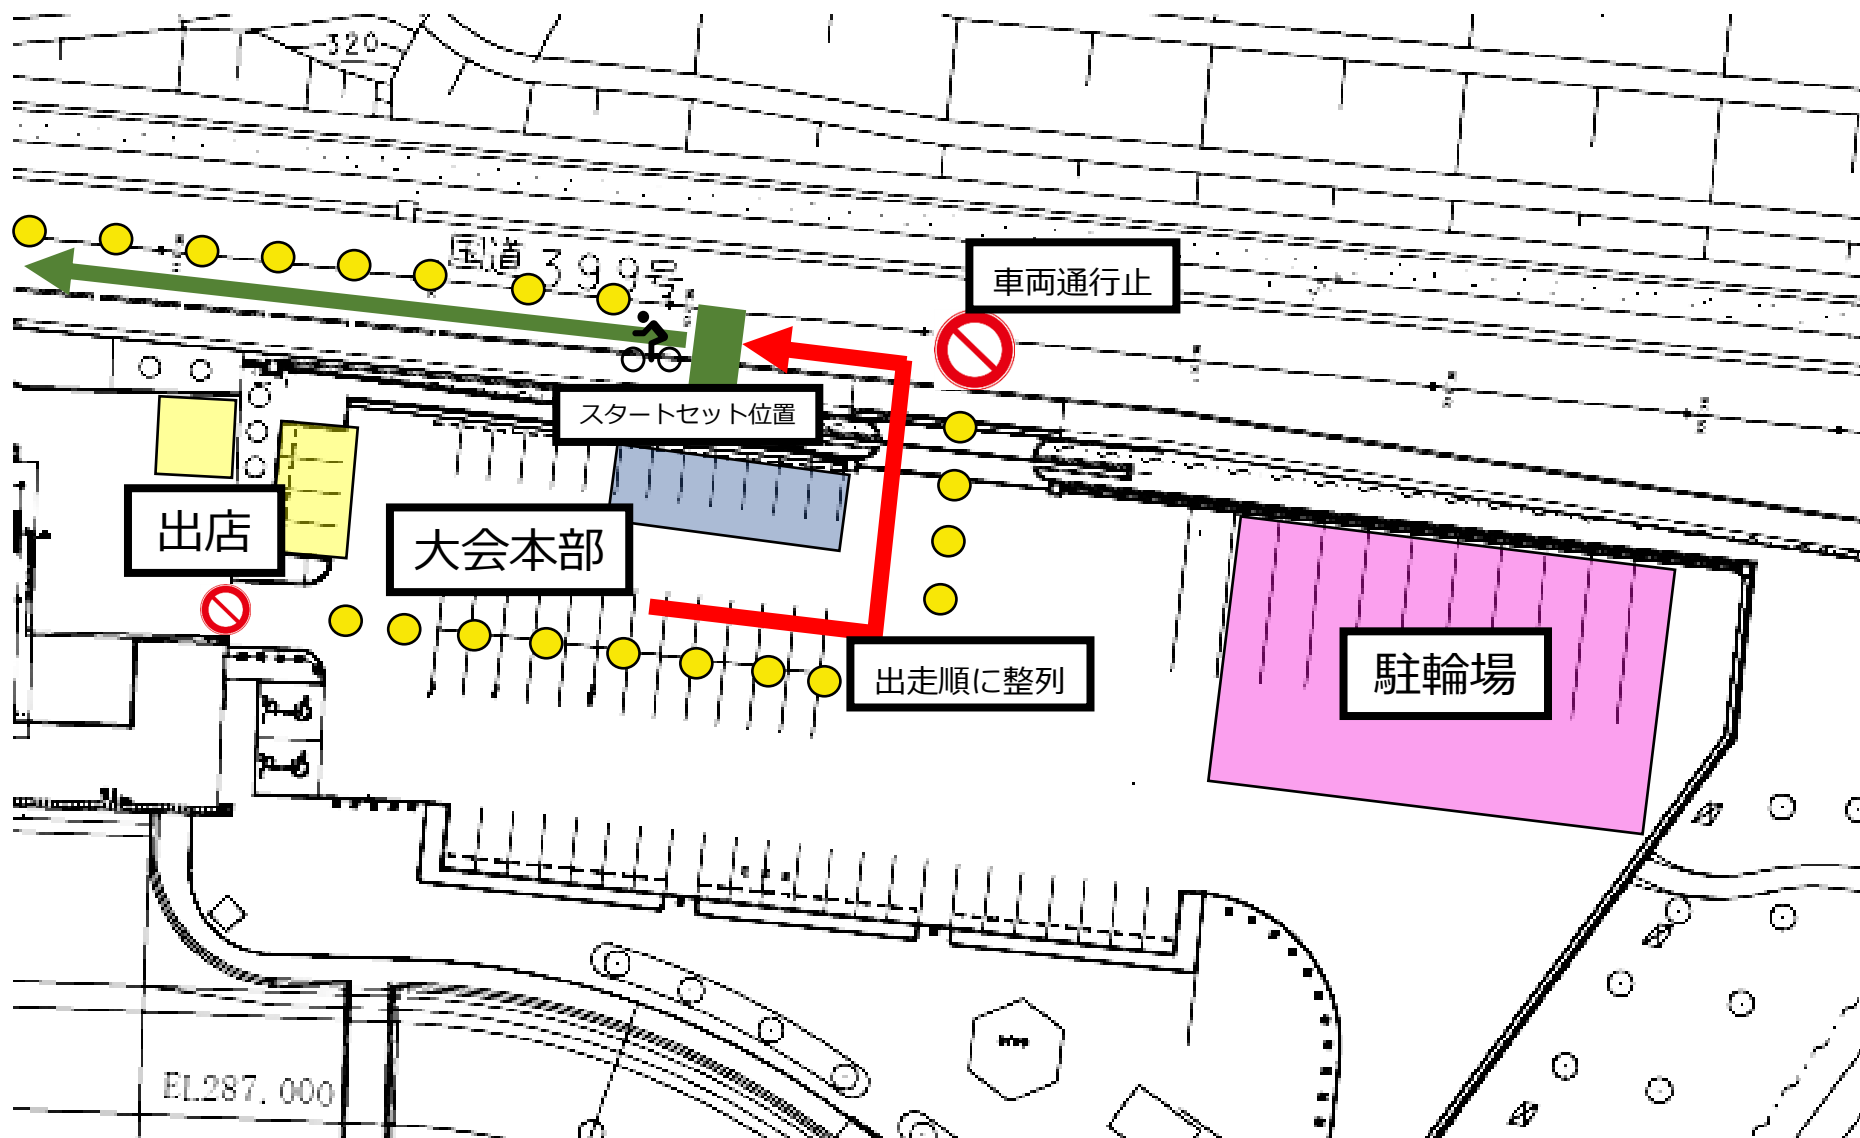 320
国道399号
車両通行止
スタートセット位置
出店
大会本部
出走順に整列
駐輪場
EL287.000